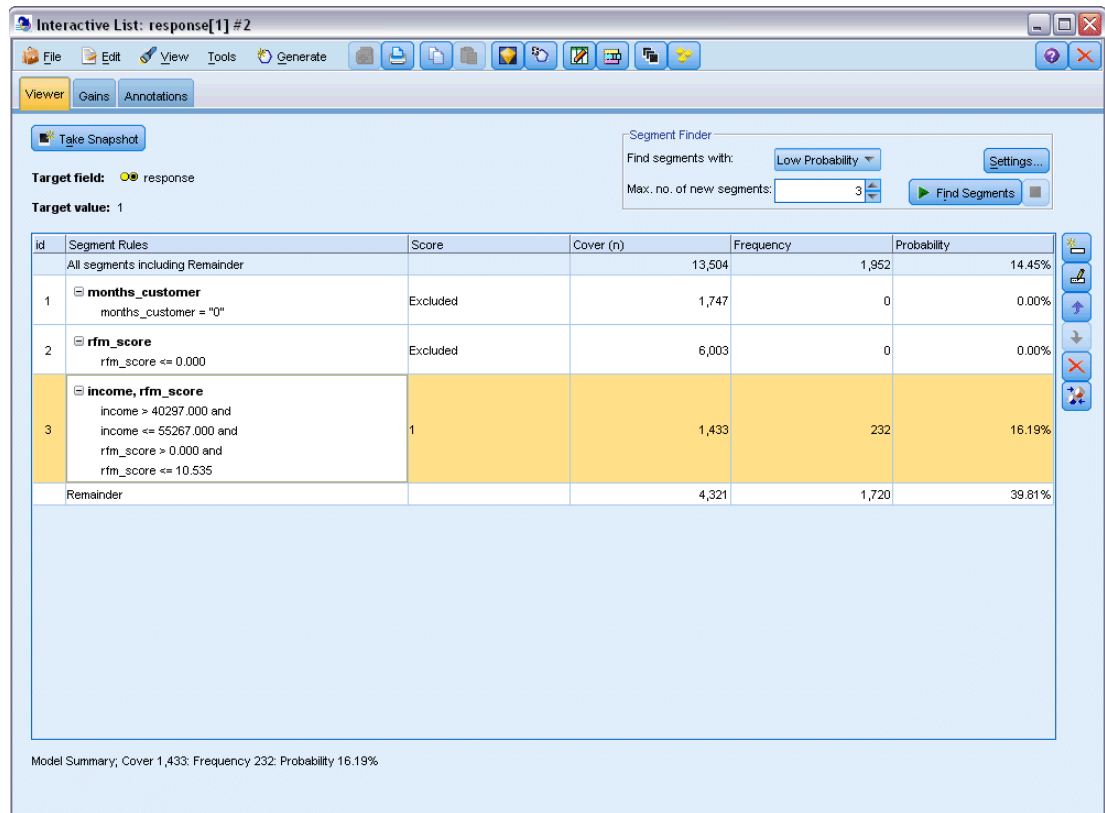 Interactive List: response[1] #2
File Edit View Tools Generate
Viewer Gains Annotations
Take Snapshot
Segment Finder
Find segments with: Low Probability Settings...
Target field: response
Max. no. of new segments: 3 Find Segments
Target value: 1
id Segment Rules Score Cover (n) Frequency Probability
All segments including Remainder 13,504 1,952 14.45%
months_customer
1 Excluded 1,747 0 0.00%
months_customer = "0"
rfm_score
2 Excluded 6,003 0 0.00%
rfm_score <= 0.000
income, rfm_score
income > 40297.000 and
3 income <= 55267.000 and 1 1,433 232 16.19%
rfm_score > 0.000 and
rfm_score <= 10.535
Remainder 4,321 1,720 39.81%
Model Summary; Cover 1,433: Frequency 232: Probability 16.19%